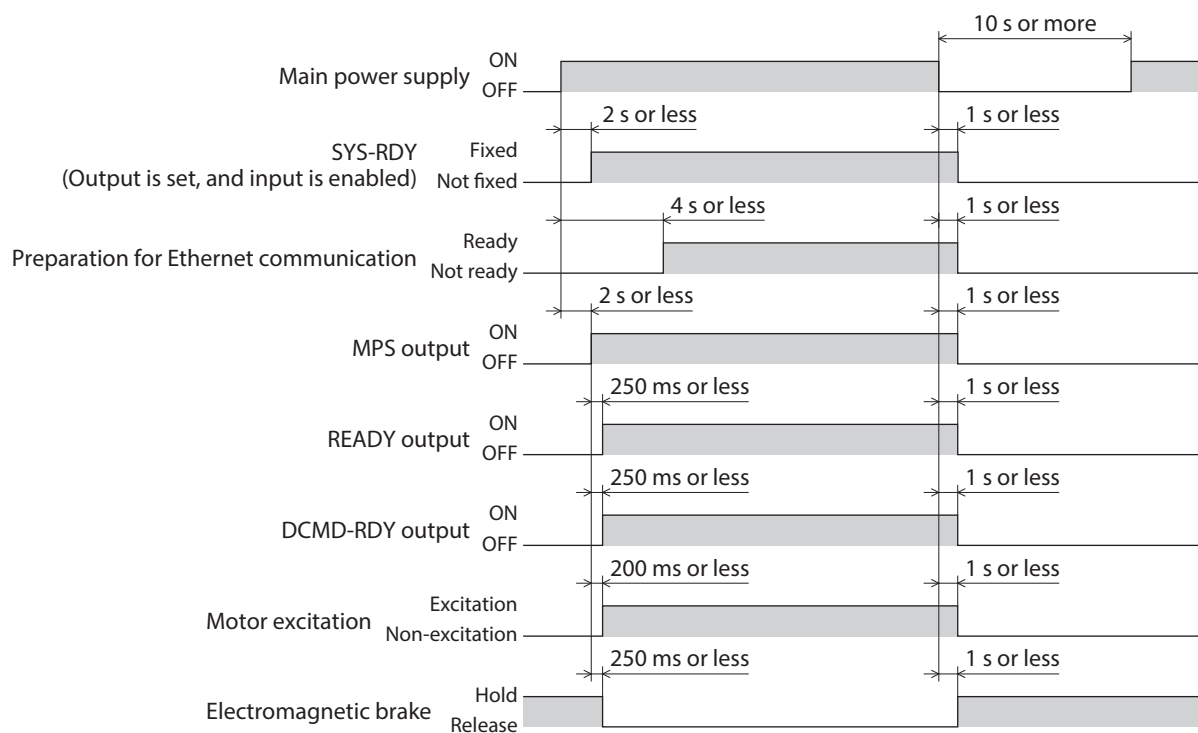 10 s or more
Main power supply
ON
OFF
2 s or less
1 s or less
SYS-RDY
(Output is set, and input is enabled)
Fixed
Not fixed
4 s or less
1 s or less
Preparation for Ethernet communication
Ready
Not ready
2 s or less
1 s or less
MPS output
ON
OFF
250 ms or less
1 s or less
READY output
ON
OFF
250 ms or less
1 s or less
DCMD-RDY output
ON
OFF
200 ms or less
1 s or less
Motor excitation
Excitation
Non-excitation
250 ms or less
1 s or less
Electromagnetic brake
Hold
Release